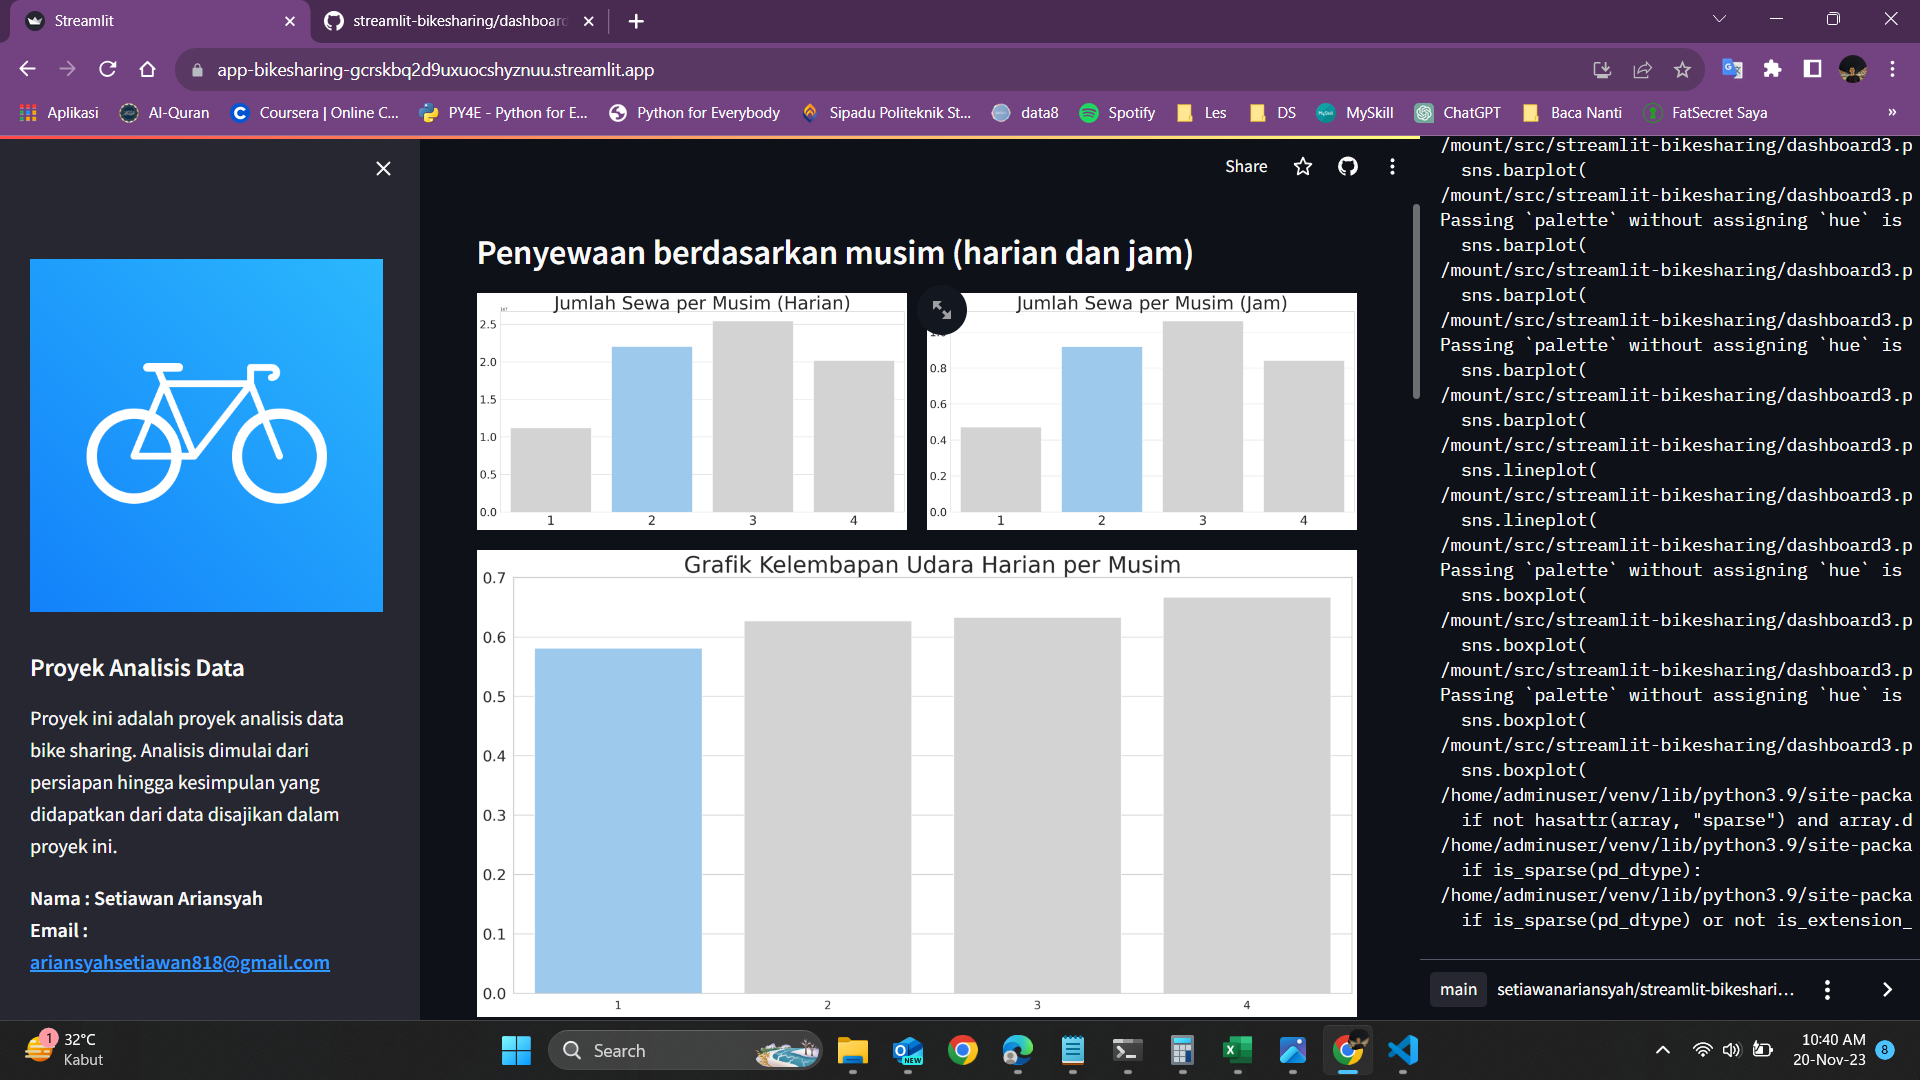 Streamlit
streamlit-bikesharing/dashboard
app-bikesharing-gcrskbq2d9uxuocshyznuu.streamlit.app
Aplikasi
Al-Quran
Coursera | Online C...
PY4E - Python for E...
Python for Everybody
Sipadu Politeknik St...
data8
Spotify
Les
DS
MySkill
ChatGPT
Baca Nanti
FatSecret Saya
»
Proyek Analisis Data
Proyek ini adalah proyek analisis data
bike sharing. Analisis dimulai dari
persiapan hingga kesimpulan yang
didapatkan dari data disajikan dalam
proyek ini.
Nama : Setiawan Ariansyah
Email :
ariansyahsetiawan818@gmail.com
Share
Penyewaan berdasarkan musim (harian dan jam)
Jumlah Sewa per Musim (Harian)
2.5
2.0
1.5
1.0
0.5
0.0
1 2 3 4
Jumlah Sewa per Musim (Jam)
0.8
0.6
0.4
0.2
0.0
1 2 3 4
Grafik Kelembapan Udara Harian per Musim
0.7
0.6
0.5
0.4
0.3
0.2
0.1
0.0
1 2 3 4
/mount/src/streamlit-bikesharing/dashboard3.p
sns.barplot(
/mount/src/streamlit-bikesharing/dashboard3.p
Passing `palette` without assigning `hue` is
sns.barplot(
/mount/src/streamlit-bikesharing/dashboard3.p
sns.barplot(
/mount/src/streamlit-bikesharing/dashboard3.p
Passing `palette` without assigning `hue` is
sns.barplot(
/mount/src/streamlit-bikesharing/dashboard3.p
sns.barplot(
/mount/src/streamlit-bikesharing/dashboard3.p
sns.lineplot(
/mount/src/streamlit-bikesharing/dashboard3.p
sns.lineplot(
/mount/src/streamlit-bikesharing/dashboard3.p
Passing `palette` without assigning `hue` is
sns.boxplot(
/mount/src/streamlit-bikesharing/dashboard3.p
sns.boxplot(
/mount/src/streamlit-bikesharing/dashboard3.p
Passing `palette` without assigning `hue` is
sns.boxplot(
/mount/src/streamlit-bikesharing/dashboard3.p
sns.boxplot(
/home/adminuser/venv/lib/python3.9/site-packa
if not hasattr(array, "sparse") and array.d
/home/adminuser/venv/lib/python3.9/site-packa
if is_sparse(pd_dtype):
/home/adminuser/venv/lib/python3.9/site-packa
if is_sparse(pd_dtype) or not is_extension_
main setiawanariansyah/streamlit-bikeshari...
1
32°C
Kabut
Search
NEW
10:40 AM
20-Nov-23
8